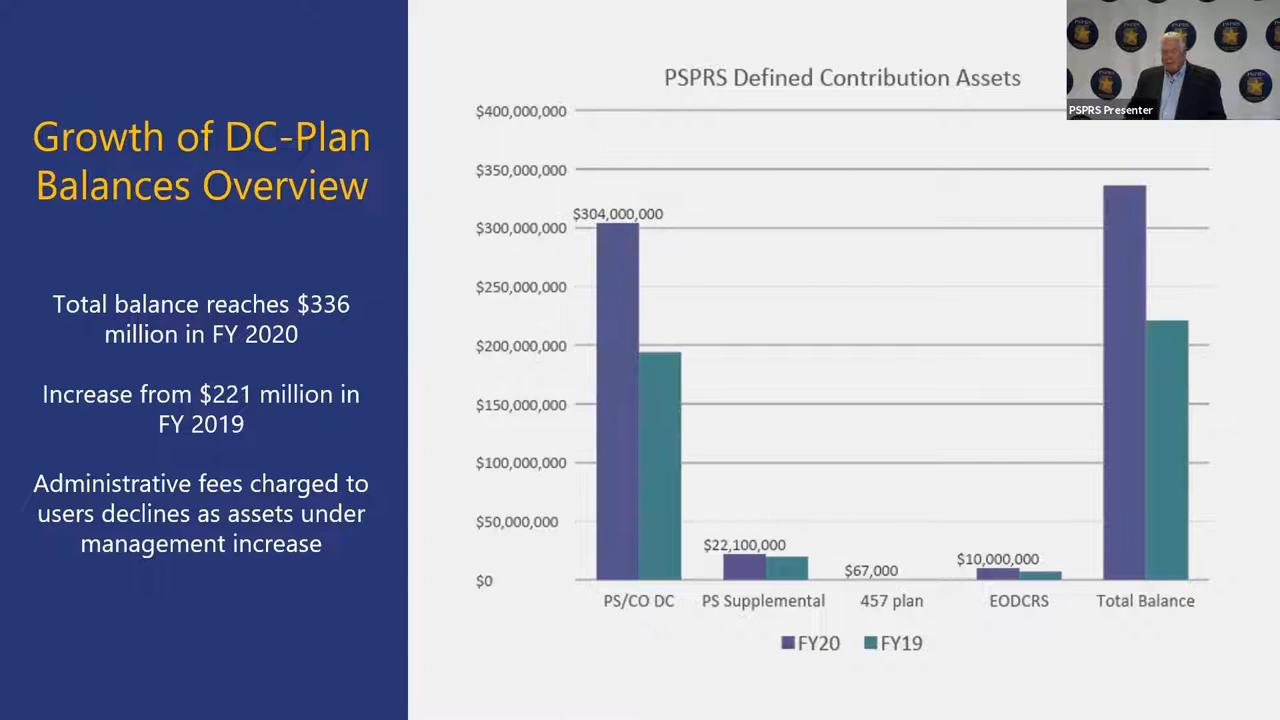 Growth of DC-Plan
Balances Overview
Total balance reaches $336
million in FY 2020
Increase from $221 million in
FY 2019
Administrative fees charged to
users declines as assets under
management increase
PSPRS Defined Contribution Assets
$400,000,000
$350,000,000
$300,000,000
$250,000,000
$200,000,000
$150,000,000
$100,000,000
$50,000,000
$0
$304,000,000
$22,100,000
$67,000
$10,000,000
PS/CO DC
PS Supplemental
457 plan
EODCRS
Total Balance
FY20
FY19
PSPRS Presenter